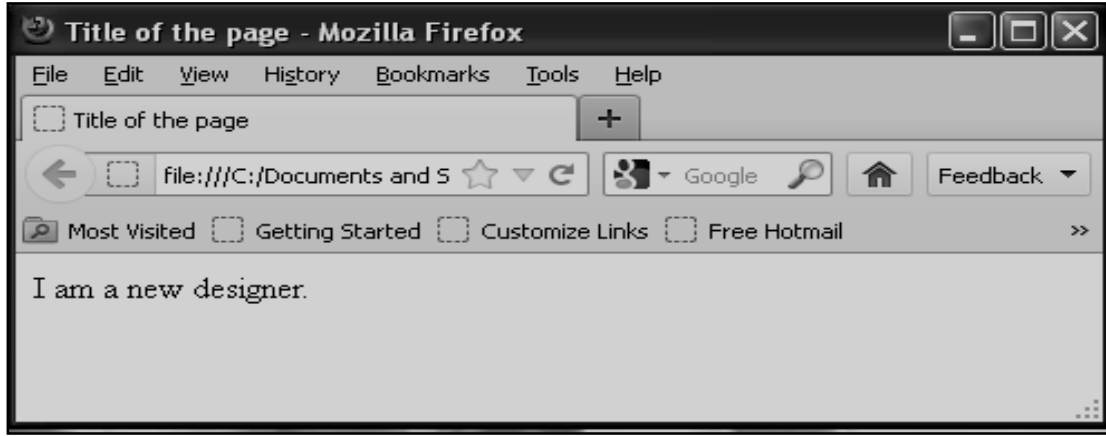 Title of the page - Mozilla Firefox
File Edit View History Bookmarks Tools Help
Title of the page
file:///C:/Documents and S Google Feedback
Most Visited Getting Started Customize Links Free Hotmail »
I am a new designer.